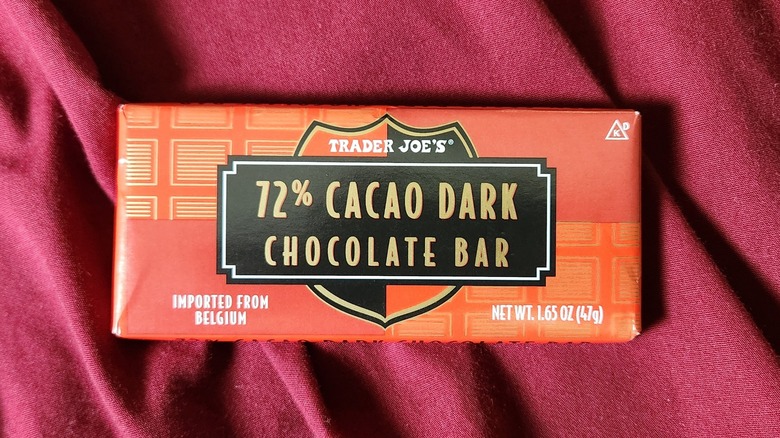 TRADER JOE'S®
72% CACAO DARK
CHOCOLATE BAR
IMPORTED FROM
BELGIUM
NET WT. 1.65 OZ (47g)
K D